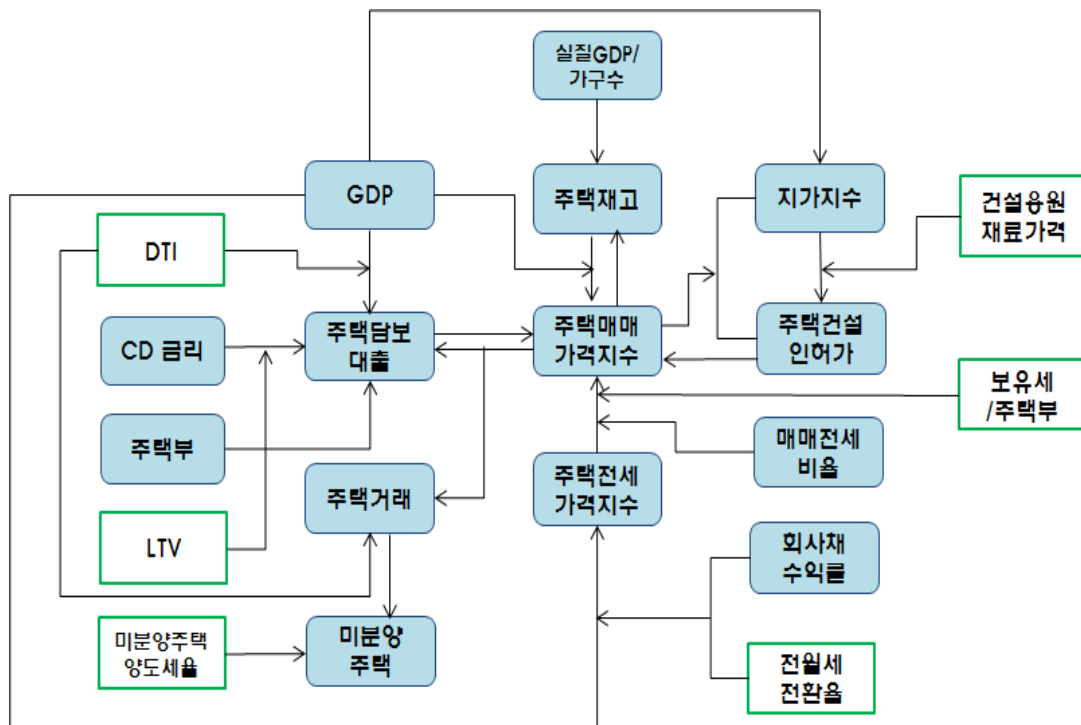 실질GDP/
가구수
GDP
주택재고
지가지수
건설용원
재료가격
DTI
CD 금리
주택담보
대출
주택매매
가격지수
주택건설
인허가
보유세
/주택부
주택부
매매전세
비율
주택거래
주택전세
가격지수
LTV
회사채
수익률
미분양주택
양도세율
미분양
주택
전월세
전환율